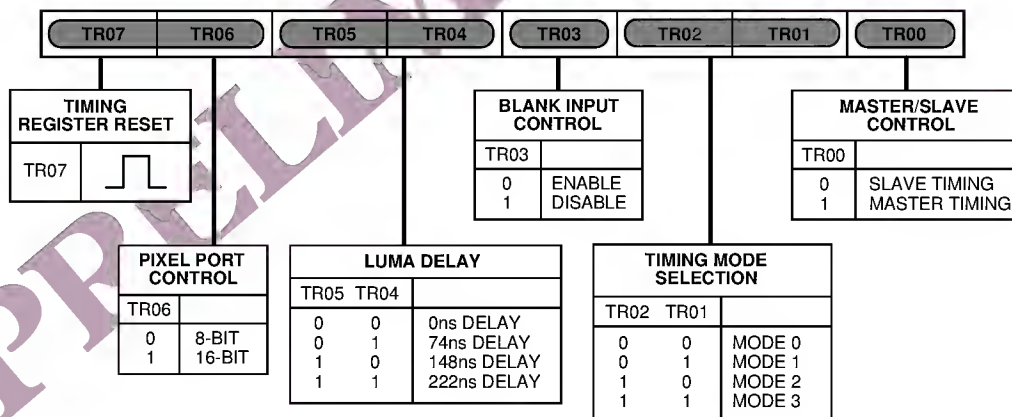 TR07 TR06 TR05 TR04 TR03 TR02 TR01 TR00
TIMING
REGISTER RESET
TR07
BLANK INPUT
CONTROL
TR03
0 ENABLE
1 DISABLE
MASTER/SLAVE
CONTROL
TR00
0 SLAVE TIMING
1 MASTER TIMING
PIXEL PORT
CONTROL
TR06
0 8-BIT
1 16-BIT
LUMA DELAY
TR05 TR04
0 0 0ns DELAY
0 1 74ns DELAY
1 0 148ns DELAY
1 1 222ns DELAY
TIMING MODE
SELECTION
TR02 TR01
0 0 MODE 0
0 1 MODE 1
1 0 MODE 2
1 1 MODE 3